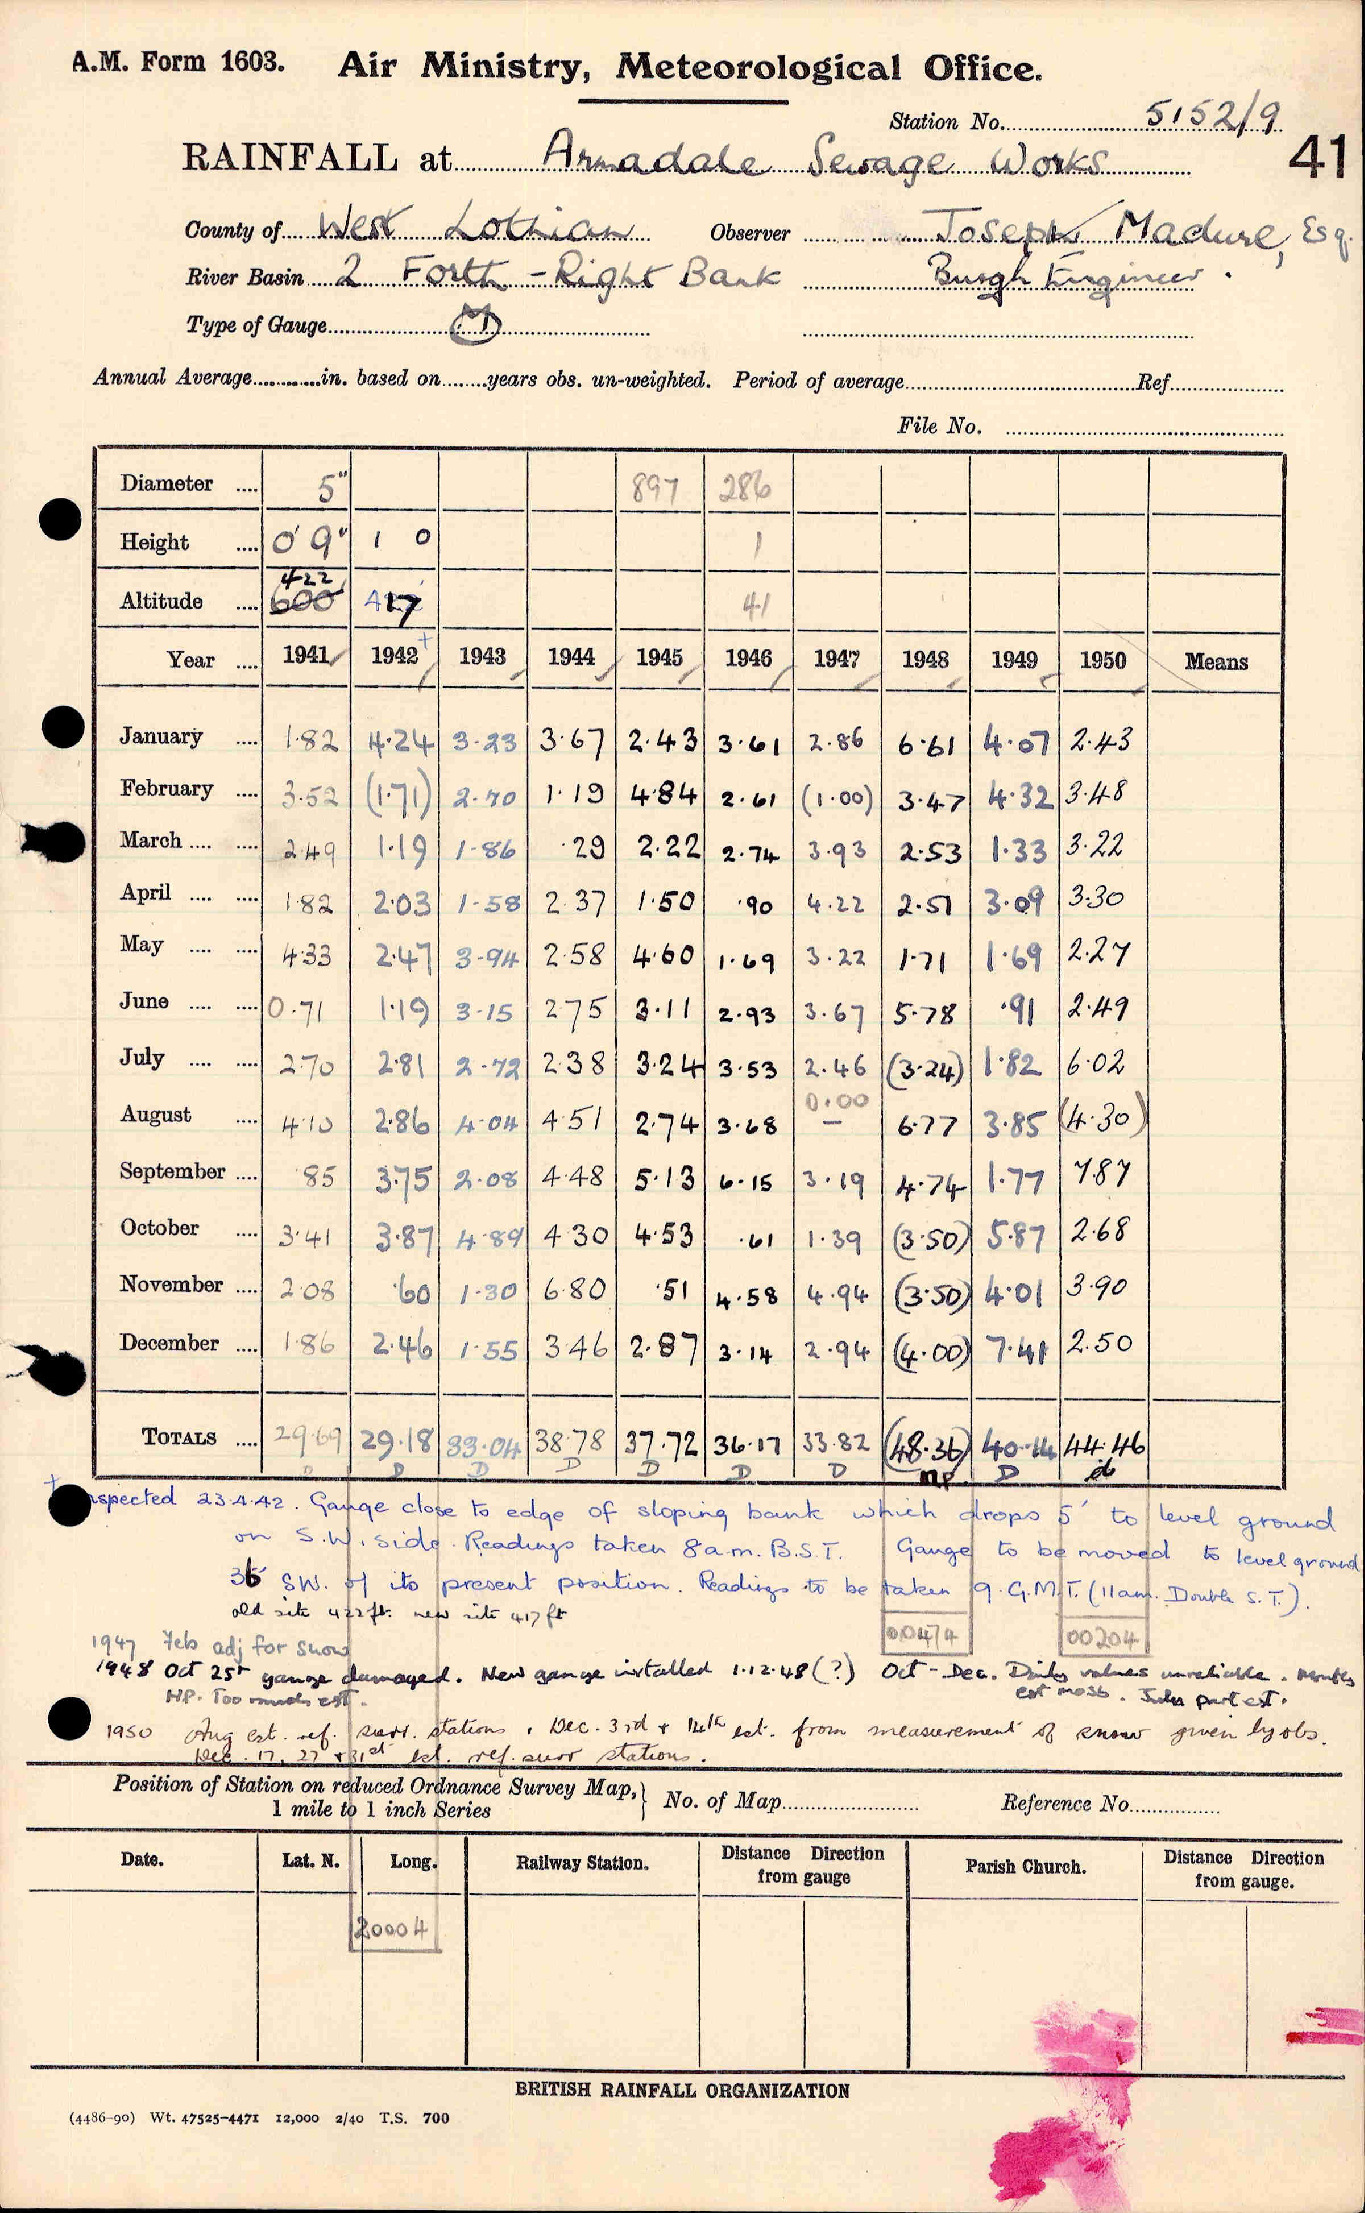 A.M. Form 1603. Air Ministry, Meteorological Office.
Station No. 5152/9
RAINFALL at Armadale Sewage Works 41
County of West Lothian Observer Joseph Madure, Esq.
River Basin 2 Forth - Right Bank Burgh Engineer.
Type of Gauge M
Annual Average............in. based on........years obs. un-weighted. Period of average Ref.
File No.
Diameter .... 5" 897 286
Height .... 0' 9" 1 0 1
422
Altitude .... 600 417 41
Year .... 1941 1942 + 1943 1944 1945 1946 1947 1948 1949 1950 Means
January .... 1.82 4.24 3.23 3.67 2.43 3.61 2.86 6.61 4.07 2.43
February .... 3.52 (1.71) 2.70 1.19 4.84 2.61 (1.00) 3.47 4.32 3.48
March .... .... 2.49 1.19 1.86 .29 2.22 2.74 3.93 2.53 1.33 3.22
April .... .... 1.82 2.03 1.58 2.37 1.50 .90 4.22 2.51 3.09 3.30
May .... .... 4.33 2.47 3.94 2.58 4.60 1.69 3.22 1.71 1.69 2.27
June .... .... 0.71 1.19 3.15 2.75 3.11 2.93 3.67 5.78 .91 2.49
July .... .... 2.70 2.81 2.72 2.38 3.24 3.53 2.46 (3.24) 1.82 6.02
0.00
August .... 4.10 2.86 4.04 4.51 2.74 3.68 – 6.77 3.85 (4.30)
September .... .85 3.75 2.08 4.48 5.13 6.15 3.19 4.74 1.77 7.87
October .... 3.41 3.87 4.89 4.30 4.53 .61 1.39 (3.50) 5.87 2.68
November .... 2.08 .60 1.30 6.80 .51 4.58 4.94 (3.50) 4.01 3.90
December .... 1.86 2.46 1.55 3.46 2.87 3.14 2.94 (4.00) 7.41 2.50
TOTALS .... 29.69 29.18 33.04 38.78 37.72 36.17 33.82 (48.36) 40.14 44.46
D D D D D D D MP. D
+ nspected 23.4.42. Gauge close to edge of sloping bank which drops 5' to level ground
on S.W. side. Readings taken 8 a.m. B.S.T. Gauge to be moved to level ground
36' SW. of its present position. Readings to be taken 9. G.M.T. (11am. Double S.T.).
old site 422 ft. new site 417 ft
00474 00204
1947 Feb adj for snow
1948 Oct 25th gauge damaged. New gauge installed 1.12.48 (?) Oct - Dec. Daily values unreliable. Months
MP. Too much est. est MO3b. July part est.
1950 Aug est. ref. surr. stations, Dec. 3rd & 14th est. from measurement of snow given by obs.
Dec. 17, 27 & 31st est. ref. surr stations.
Position of Station on reduced Ordnance Survey Map, } No. of Map Reference No.
1 mile to 1 inch Series
Date. Lat. N. Long. Railway Station. Distance Direction from gauge Parish Church. Distance Direction from gauge.
20004
BRITISH RAINFALL ORGANIZATION
(4486-90) Wt. 47525-4471 12,000 2/40 T.S. 700